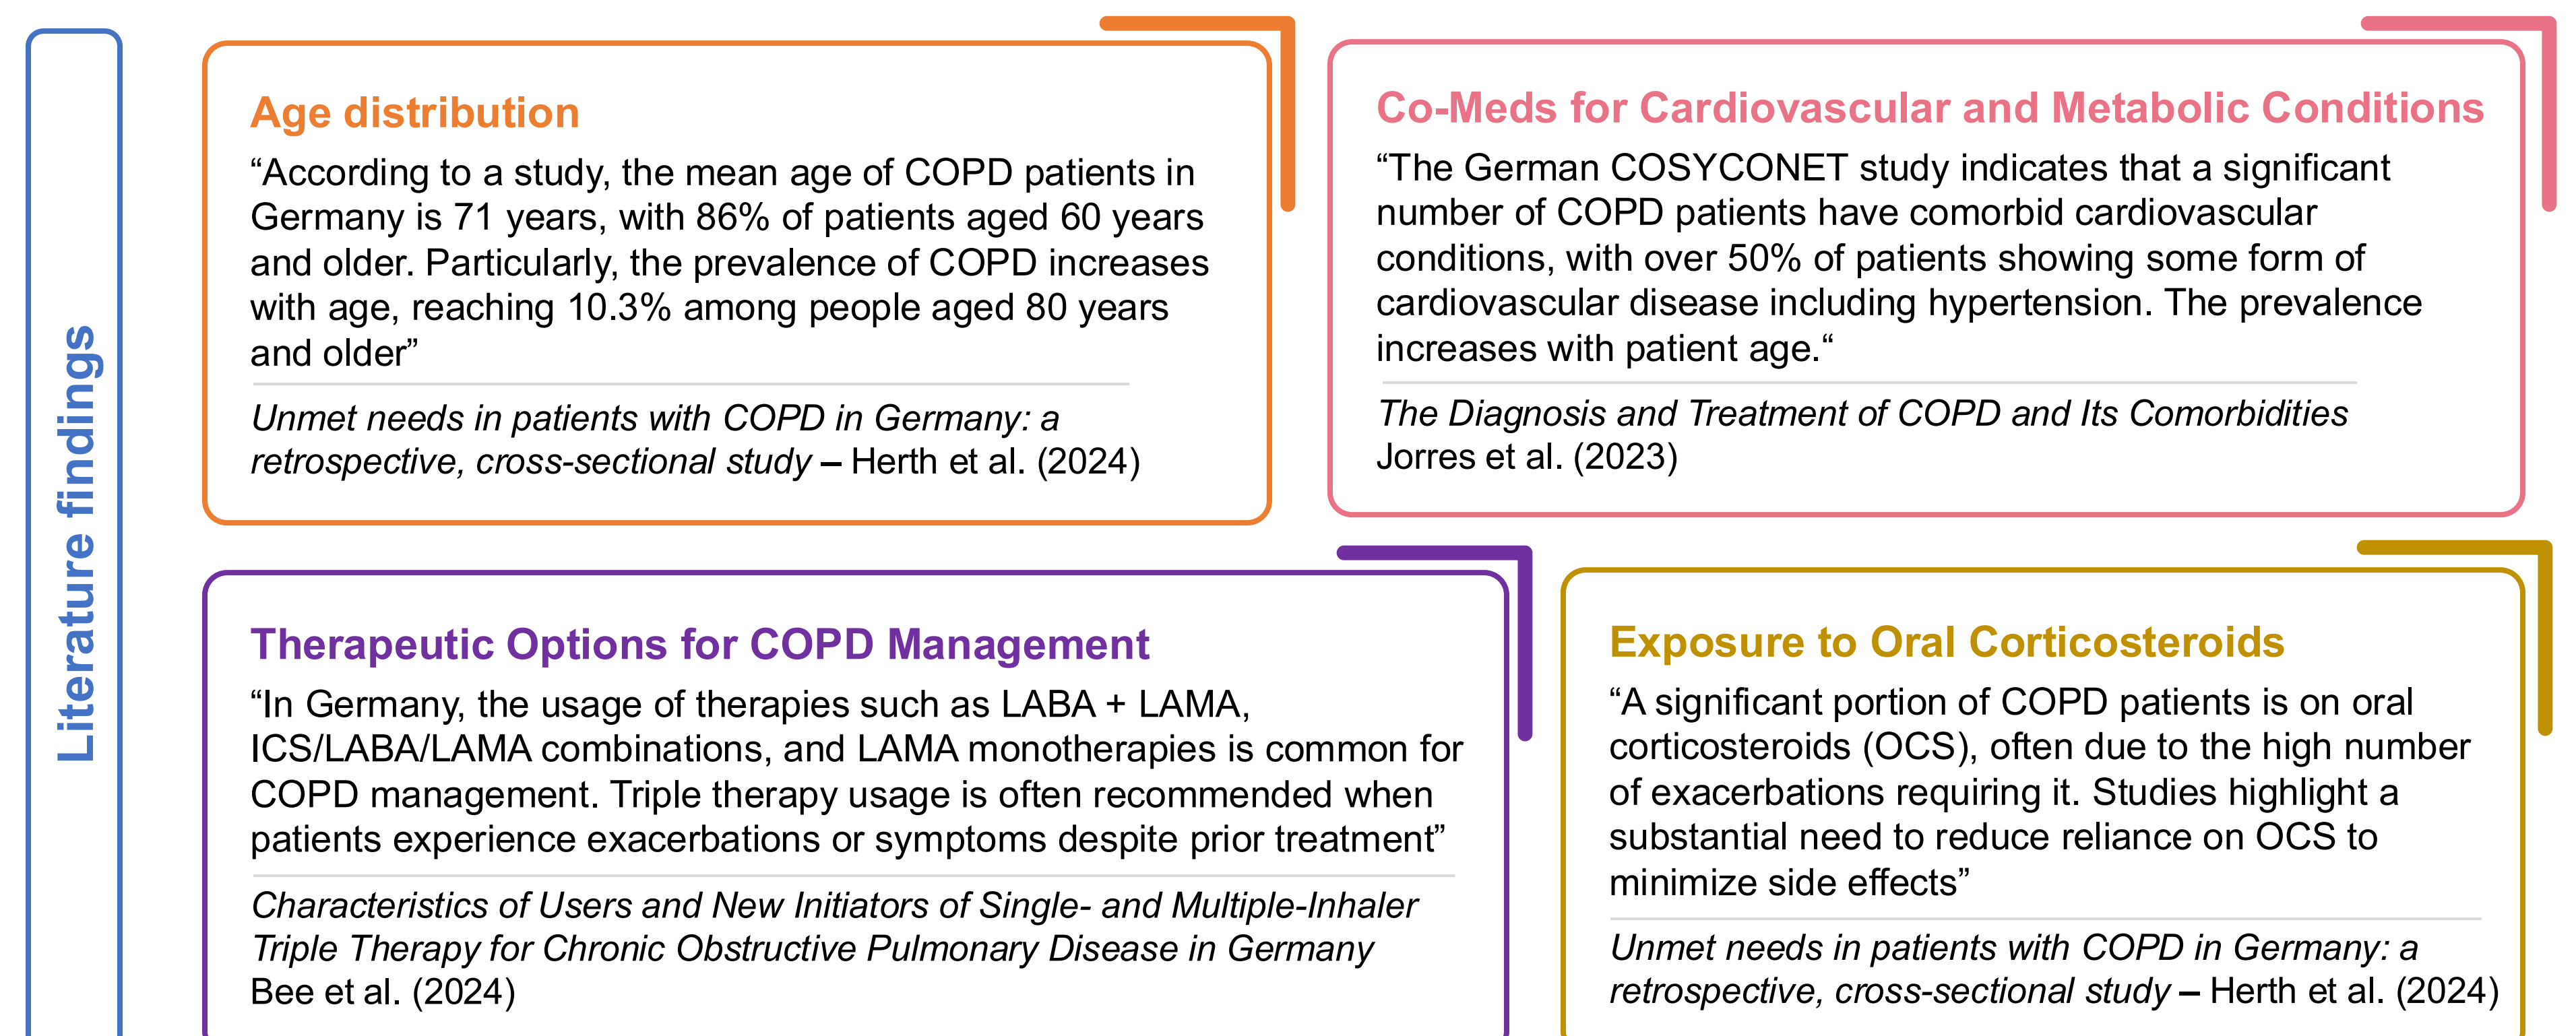 Literature findings
Age distribution
“According to a study, the mean age of COPD patients in
Germany is 71 years, with 86% of patients aged 60 years
and older. Particularly, the prevalence of COPD increases
with age, reaching 10.3% among people aged 80 years
and older”
Unmet needs in patients with COPD in Germany: a
retrospective, cross-sectional study – Herth et al. (2024)
Co-Meds for Cardiovascular and Metabolic Conditions
“The German COSYCONET study indicates that a significant
number of COPD patients have comorbid cardiovascular
conditions, with over 50% of patients showing some form of
cardiovascular disease including hypertension. The prevalence
increases with patient age.“
The Diagnosis and Treatment of COPD and Its Comorbidities
Jorres et al. (2023)
Therapeutic Options for COPD Management
“In Germany, the usage of therapies such as LABA + LAMA,
ICS/LABA/LAMA combinations, and LAMA monotherapies is common for
COPD management. Triple therapy usage is often recommended when
patients experience exacerbations or symptoms despite prior treatment”
Characteristics of Users and New Initiators of Single- and Multiple-Inhaler
Triple Therapy for Chronic Obstructive Pulmonary Disease in Germany
Bee et al. (2024)
Exposure to Oral Corticosteroids
“A significant portion of COPD patients is on oral
corticosteroids (OCS), often due to the high number
of exacerbations requiring it. Studies highlight a
substantial need to reduce reliance on OCS to
minimize side effects”
Unmet needs in patients with COPD in Germany: a
retrospective, cross-sectional study – Herth et al. (2024)